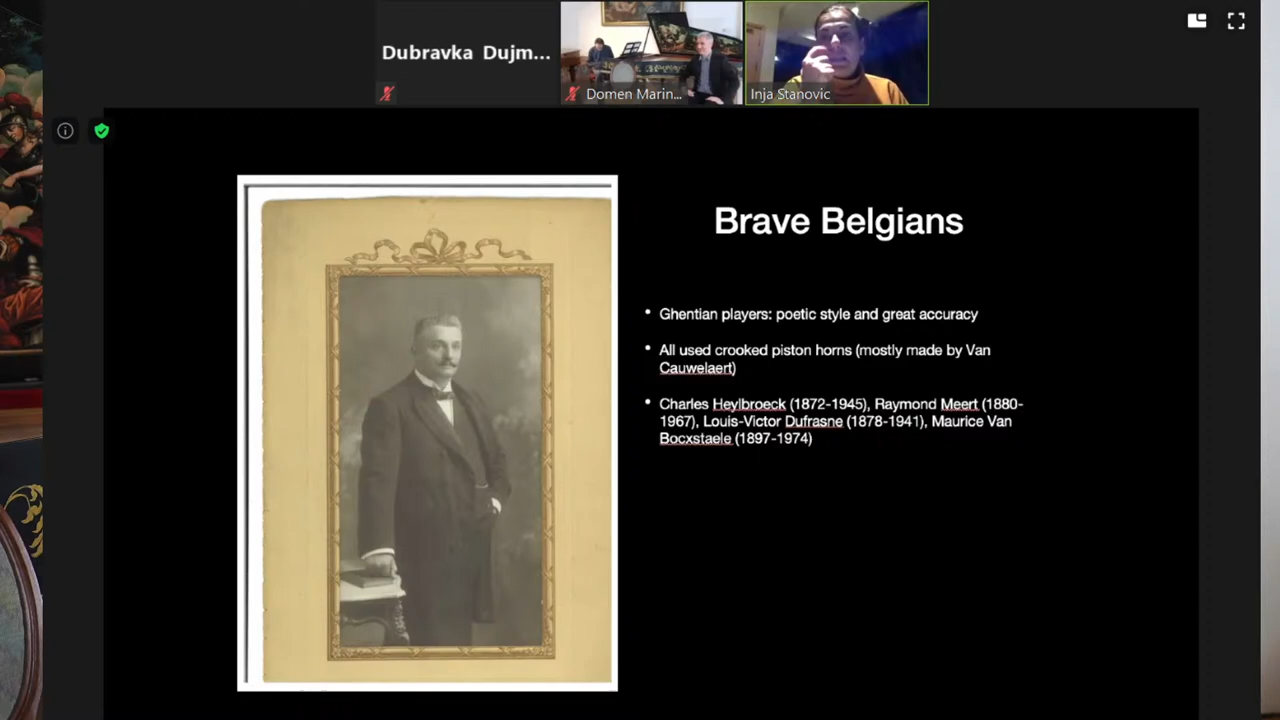 Dubravka Dujm...
Domen Marin...
Inja Stanovic
Brave Belgians
• Ghentian players: poetic style and great accuracy
• All used crooked piston horns (mostly made by Van
Cauwelaert)
• Charles Heylbroeck (1872-1945), Raymond Meert (1880-
1967), Louis-Victor Dufrasne (1878-1941), Maurice Van
Bocxstaele (1897-1974)